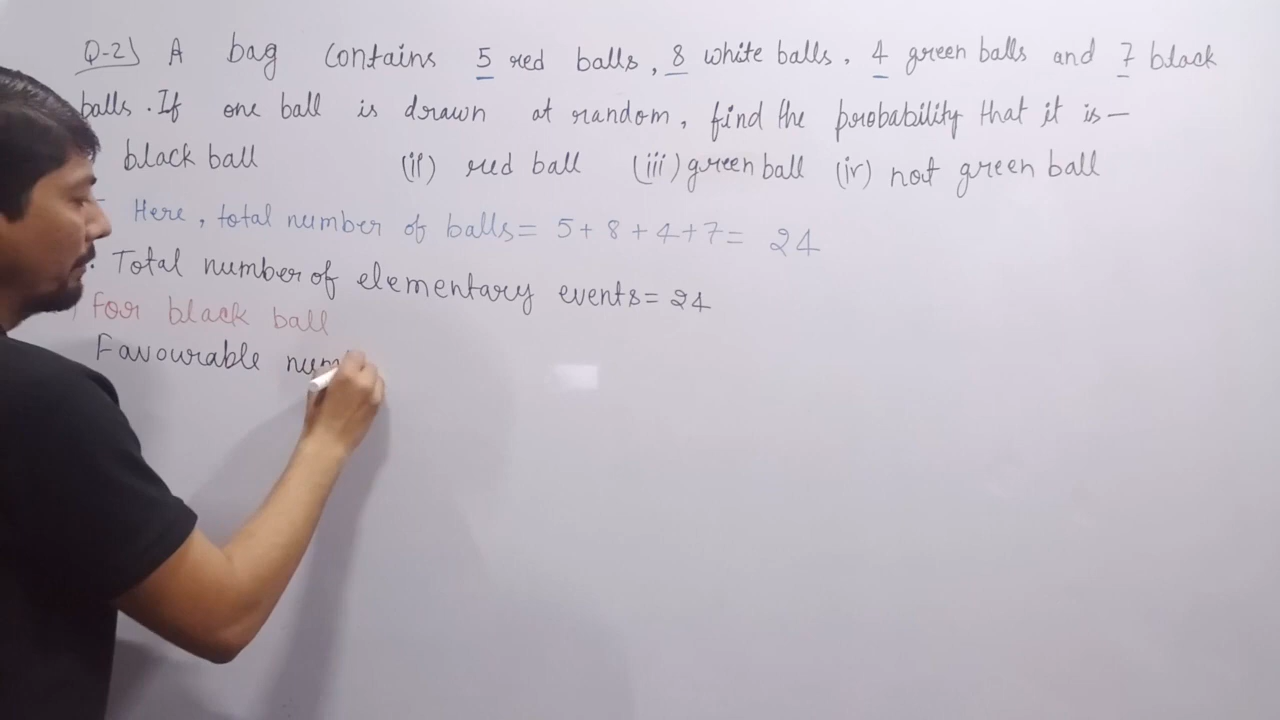 Q-2) A bag contains 5 red balls, 8 white balls, 4 green balls and 7 black
balls. If one ball is drawn at random, find the probability that it is –
black ball (ii) red ball (iii) green ball (iv) not green ball
Here, total number of balls = 5 + 8 + 4 + 7 = 24
Total number of elementary events = 24
For black ball
Favourable num